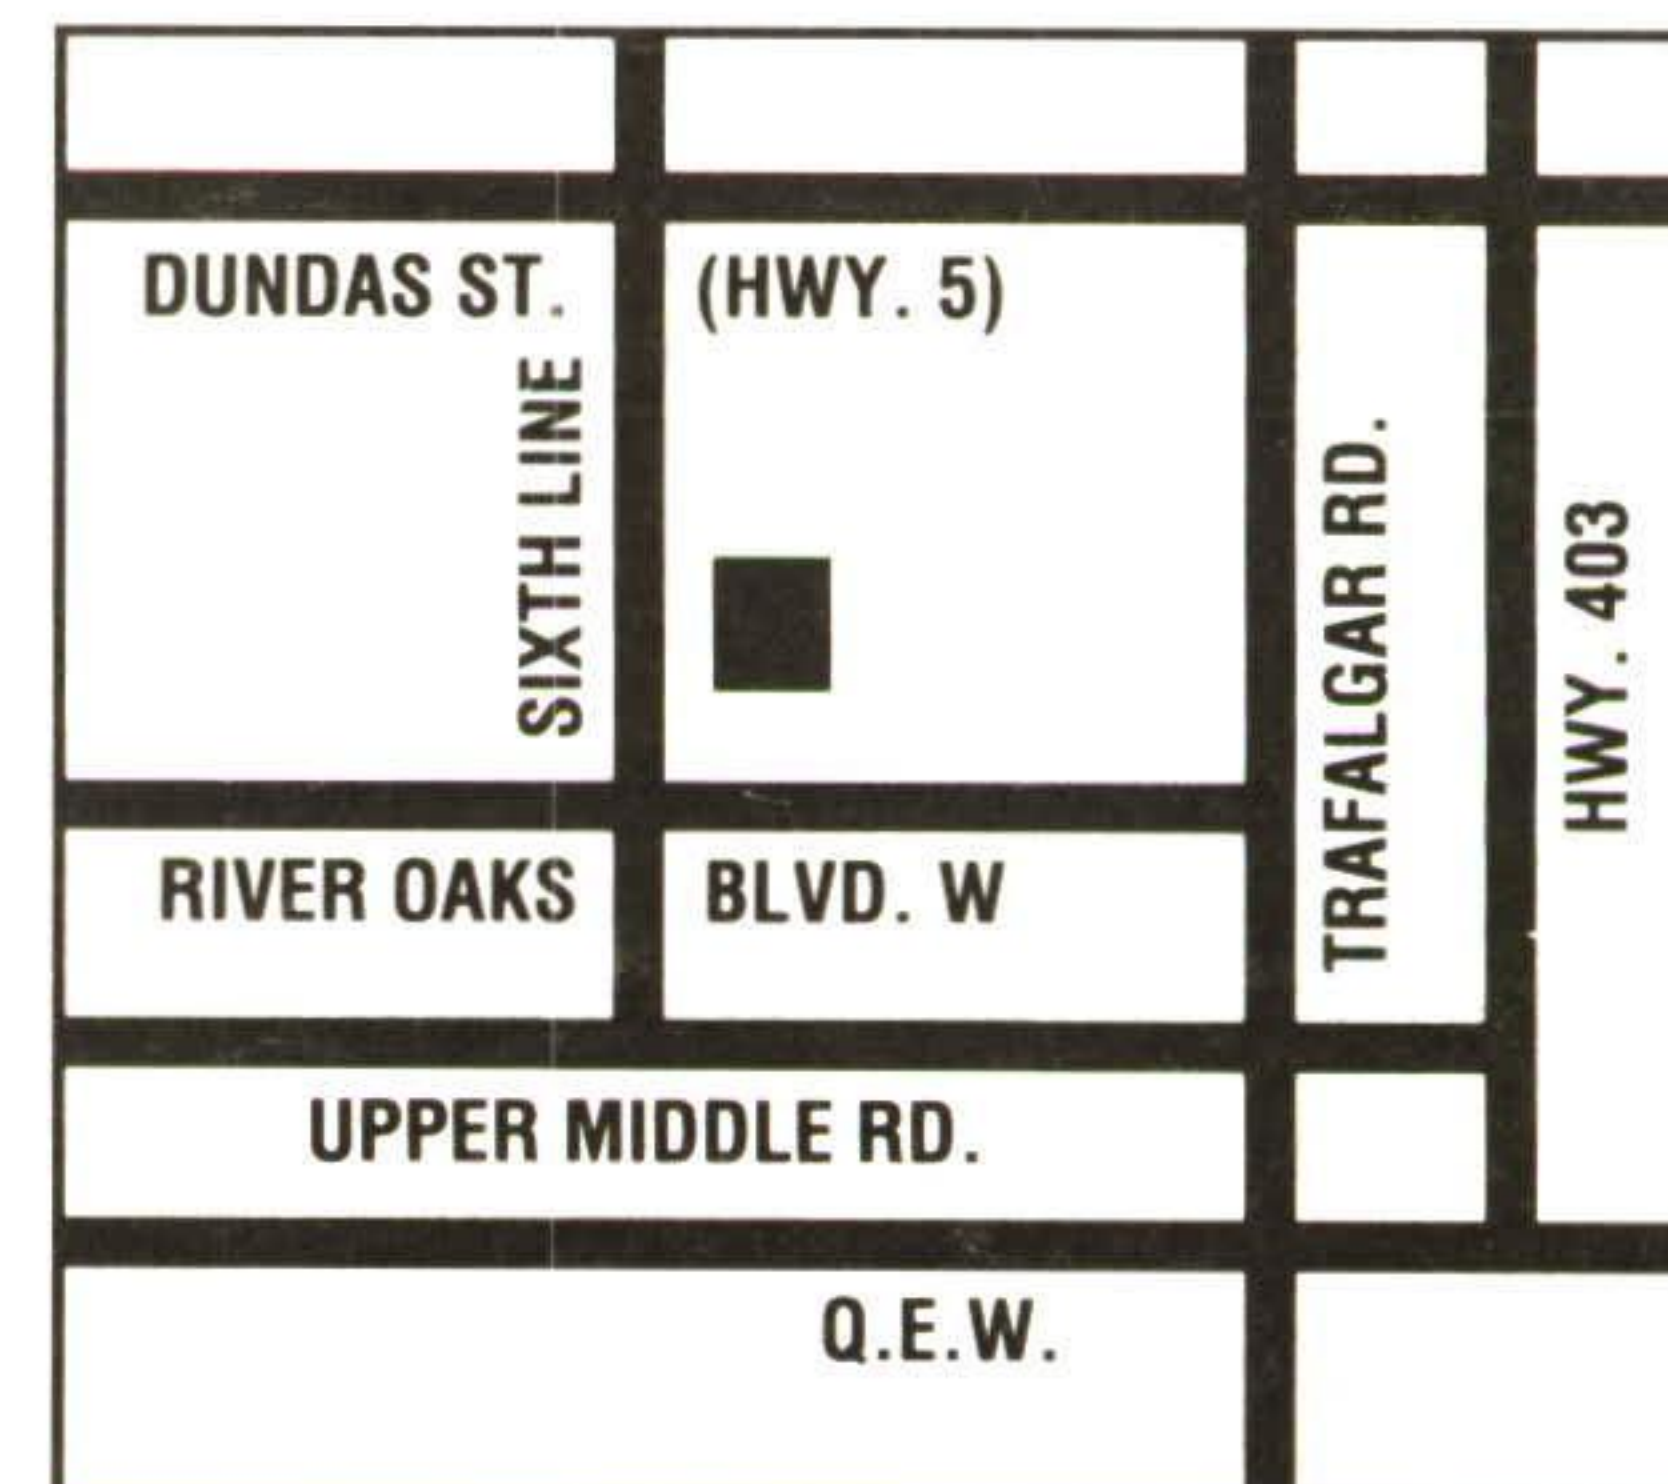 DUNDAS ST. (HWY. 5)
SIXTH LINE
TRAFALGAR RD.
HWY. 403
RIVER OAKS BLVD. W
UPPER MIDDLE RD.
Q.E.W.